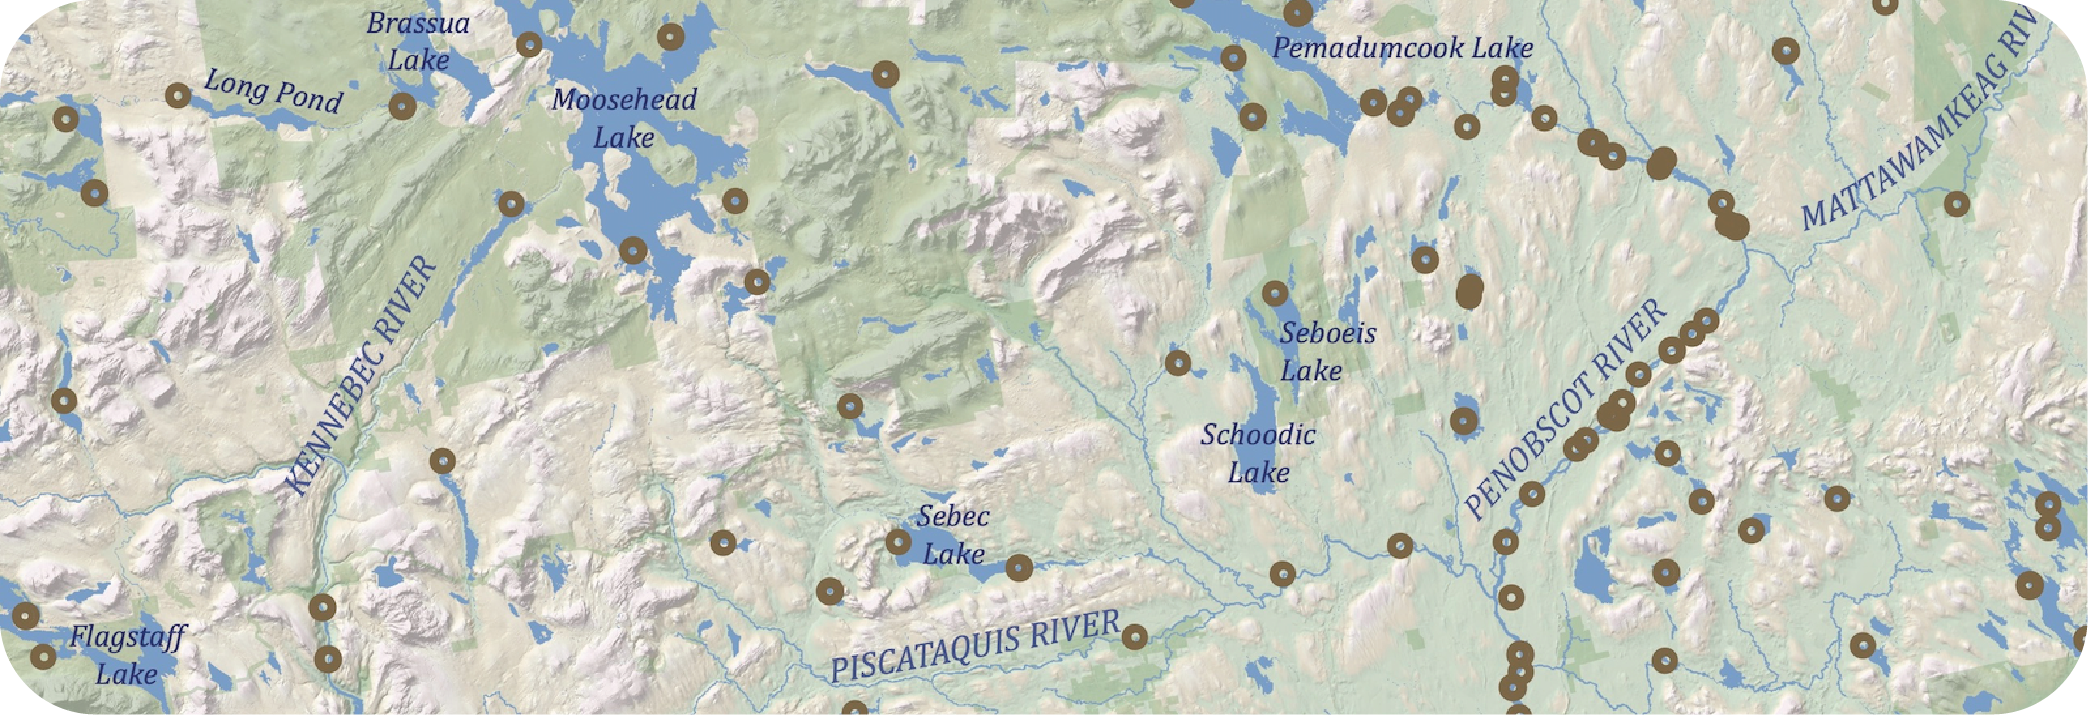 Brassua
Lake
Long Pond
Moosehead
Lake
Pemadumcook Lake
MATTAWAMKEAG RIV
KENNEBEC RIVER
Seboeis
Lake
PENOBSCOT RIVER
Schoodic
Lake
Sebec
Lake
Flagstaff
Lake
PISCATAQUIS RIVER